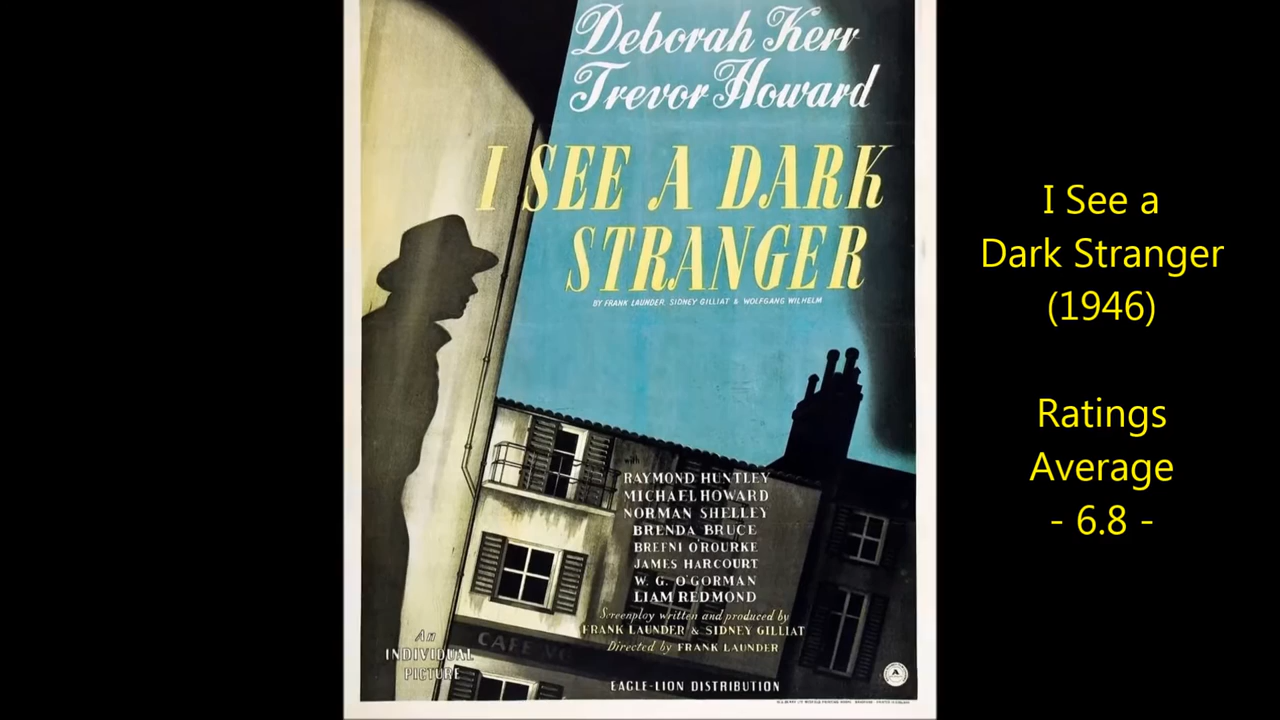 Deborah Kerr
Trevor Howard
I SEE A DARK
STRANGER
BY FRANK LAUNDER, SIDNEY GILLIAT & WOLFGANG WILHELM
with
RAYMOND HUNTLEY
MICHAEL HOWARD
NORMAN SHELLEY
BRENDA BRUCE
BREFNI O'ROURKE
JAMES HARCOURT
W. G. O'GORMAN
LIAM REDMOND
Screenplay written and produced by
FRANK LAUNDER & SIDNEY GILLIAT
Directed by FRANK LAUNDER
CAFE
An
INDIVIDUAL
PICTURE
EAGLE-LION DISTRIBUTION
I See a
Dark Stranger
(1946)
Ratings
Average
- 6.8 -